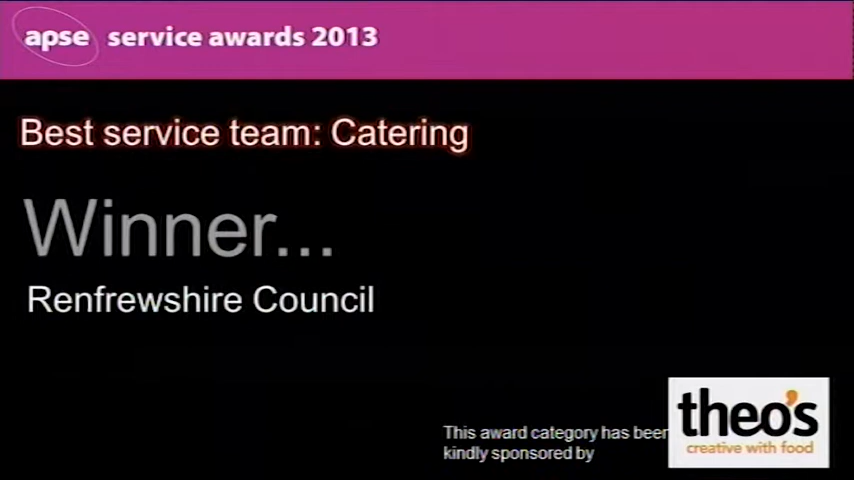 apse service awards 2013
Best service team: Catering
Winner...
Renfrewshire Council
This award category has been
kindly sponsored by
theo's
creative with food